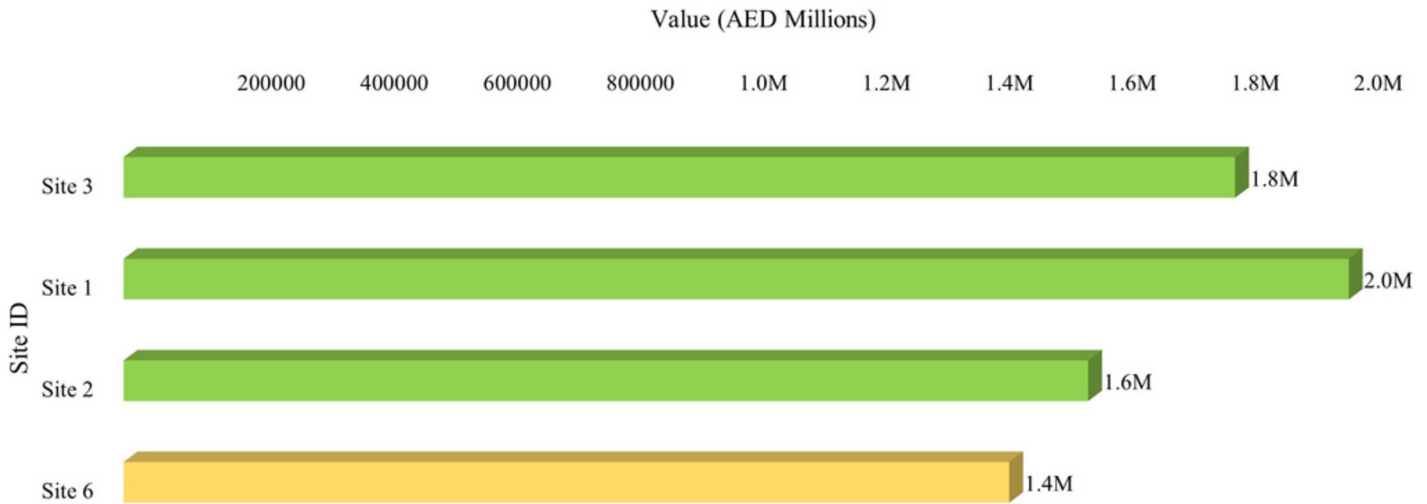 Value (AED Millions)
200000 400000 600000 800000 1.0M 1.2M 1.4M 1.6M 1.8M 2.0M
Site 3 1.8M
Site 1 2.0M
Site ID
Site 2 1.6M
Site 6 1.4M